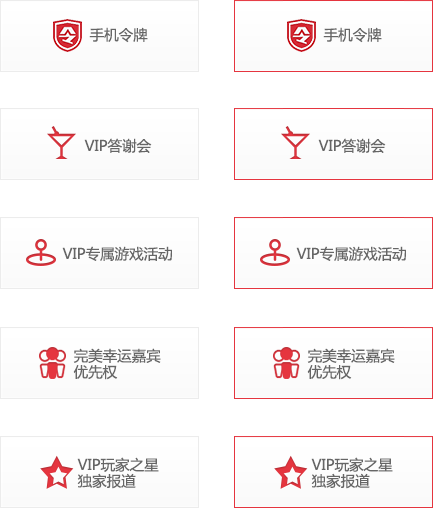 手机令牌 手机令牌
VIP答谢会 VIP答谢会
VIP专属游戏活动 VIP专属游戏活动
完美幸运嘉宾 完美幸运嘉宾
优先权 优先权
VIP玩家之星 VIP玩家之星
独家报道 独家报道